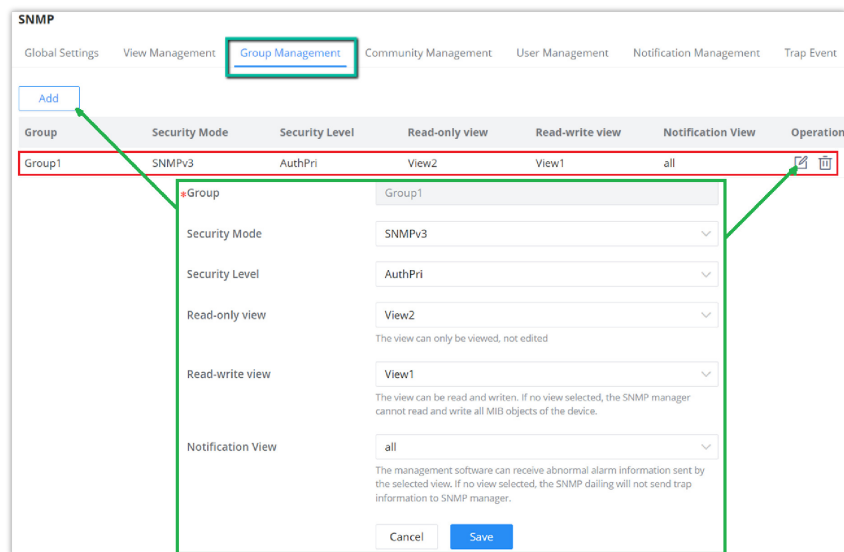 SNMP
Global Settings View Management Group Management Community Management User Management Notification Management Trap Event
Add
Group Security Mode Security Level Read-only view Read-write view Notification View Operation
Group1 SNMPv3 AuthPri View2 View1 all
*Group Group1
Security Mode SNMPv3
Security Level AuthPri
Read-only view View2
The view can only be viewed, not edited
Read-write view View1
The view can be read and writen. If no view selected, the SNMP manager
cannot read and write all MIB objects of the device.
Notification View all
The management software can receive abnormal alarm information sent by
the selected view. If no view selected, the SNMP dailing will not send trap
information to SNMP manager.
Cancel Save